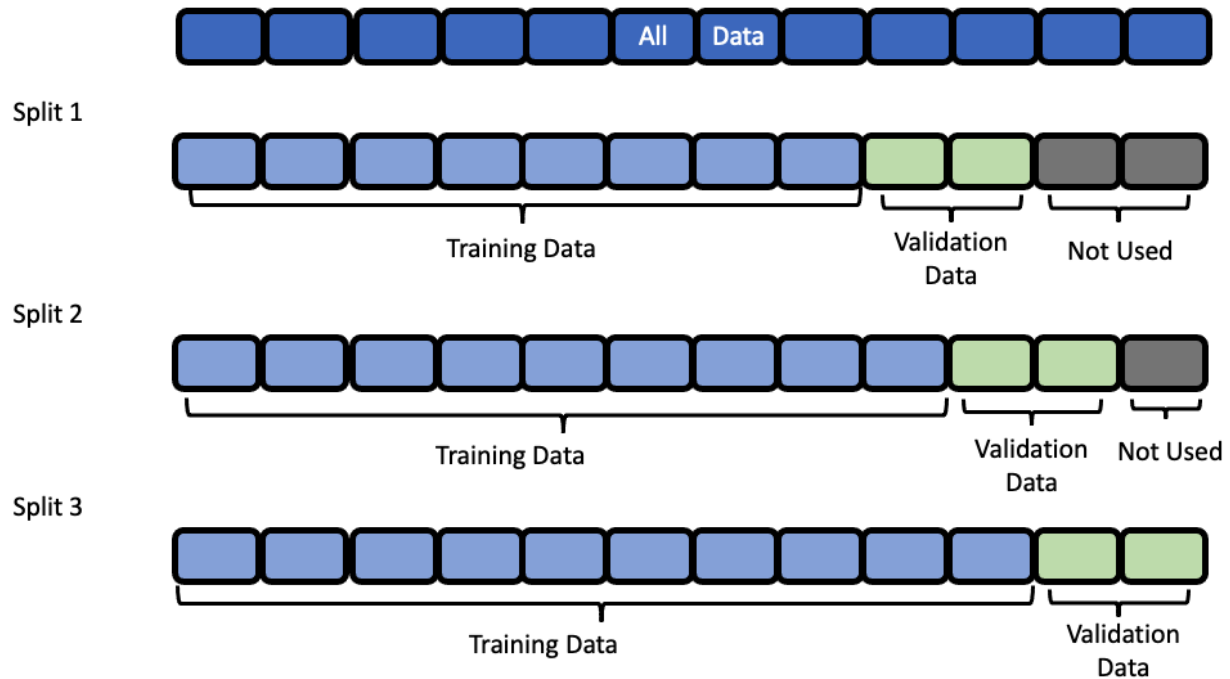 All Data
Split 1
Training Data
Validation
Data
Not Used
Split 2
Training Data
Validation
Data
Not Used
Split 3
Training Data
Validation
Data